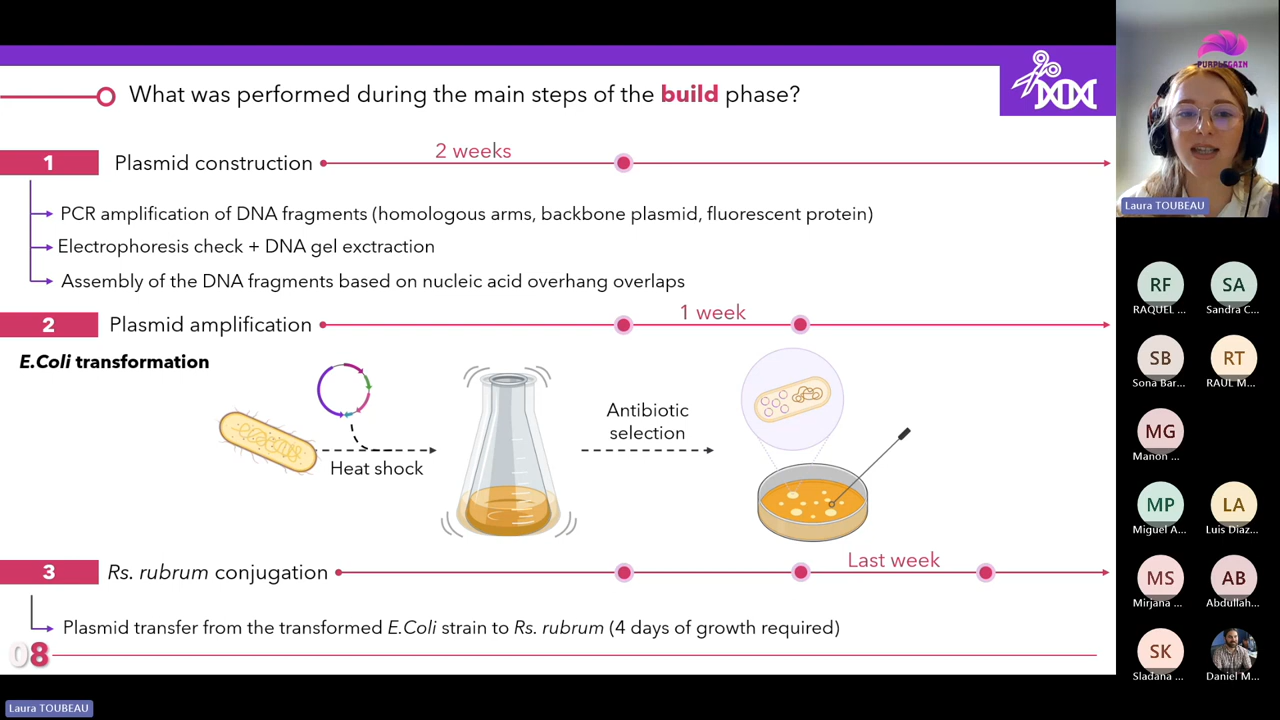 What was performed during the main steps of the build phase?
1 Plasmid construction
2 weeks
PCR amplification of DNA fragments (homologous arms, backbone plasmid, fluorescent protein)
Electrophoresis check + DNA gel exctraction
Assembly of the DNA fragments based on nucleic acid overhang overlaps
2 Plasmid amplification
1 week
E.Coli transformation
Heat shock
Antibiotic
selection
3 Rs. rubrum conjugation
Last week
Plasmid transfer from the transformed E.Coli strain to Rs. rubrum (4 days of growth required)
08
Laura TOUBEAU
PURPLEGAIN
Laura TOUBEAU
RF
RAQUEL ...
SA
Sandra C...
SB
Sona Bar...
RT
RAUL M...
MG
Manon ...
MP
Miguel A...
LA
Luis Diaz...
MS
Mirjana ...
AB
Abdullah...
SK
Sladana ...
Daniel M...